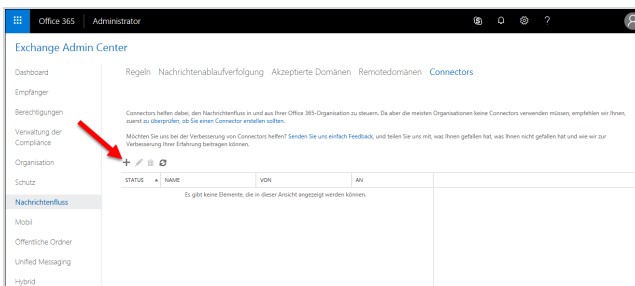 Office 365 Administrator
Exchange Admin Center
Dashboard
Empfänger
Berechtigungen
Verwaltung der
Compliance
Organisation
Schutz
Nachrichtenfluss
Mobil
Öffentliche Ordner
Unified Messaging
Hybrid
Regeln Nachrichtenablaufverfolgung Akzeptierte Domänen Remotedomänen Connectors
Connectors helfen dabei, den Nachrichtenfluss in und aus Ihrer Office 365-Organisation zu steuern. Da aber die meisten Organisationen keine Connectors verwenden müssen, empfehlen wir Ihnen,
zuerst zu überprüfen, ob Sie einen Connector erstellen sollten.
Möchten Sie uns bei der Verbesserung von Connectors helfen? Senden Sie uns einfach Feedback, und teilen Sie uns mit, was Ihnen gefallen hat, was Ihnen nicht gefallen hat und wie wir zur
Verbesserung Ihrer Erfahrung beitragen können.
STATUS NAME VON AN
Es gibt keine Elemente, die in dieser Ansicht angezeigt werden können.